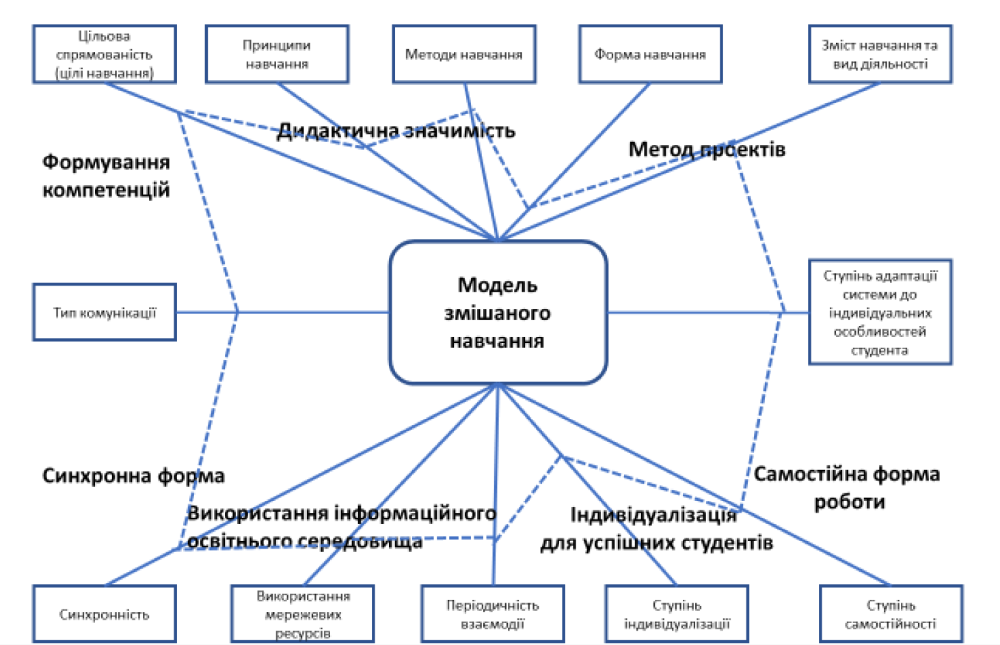 Цільова
спрямованість
(цілі навчання)
Принципи
навчання
Методи навчання
Форма навчання
Зміст навчання та
вид діяльності
Дидактична значимість
Метод проектів
Формування
компетенцій
Тип комунікації
Модель
змішаного
навчання
Ступінь адаптації
системи до
індивідуальних
особливостей
студента
Синхронна форма
Самостійна форма
роботи
Використання інформаційного
освітнього середовища
Індивідуалізація
для успішних студентів
Синхронність
Використання
мережевих
ресурсів
Періодичність
взаємодії
Ступінь
індивідуалізації
Ступінь
самостійності